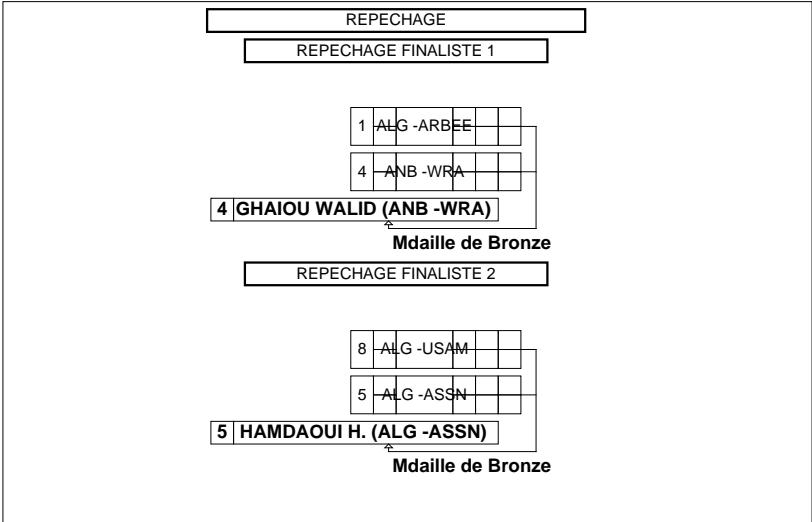 REPECHAGE
REPECHAGE FINALISTE 1
1 ALG -ARBEE
4 ANB -WRA
4 GHAIOU WALID (ANB -WRA)
Mdaille de Bronze
REPECHAGE FINALISTE 2
8 ALG -USAM
5 ALG -ASSN
5 HAMDAOUI H. (ALG -ASSN)
Mdaille de Bronze